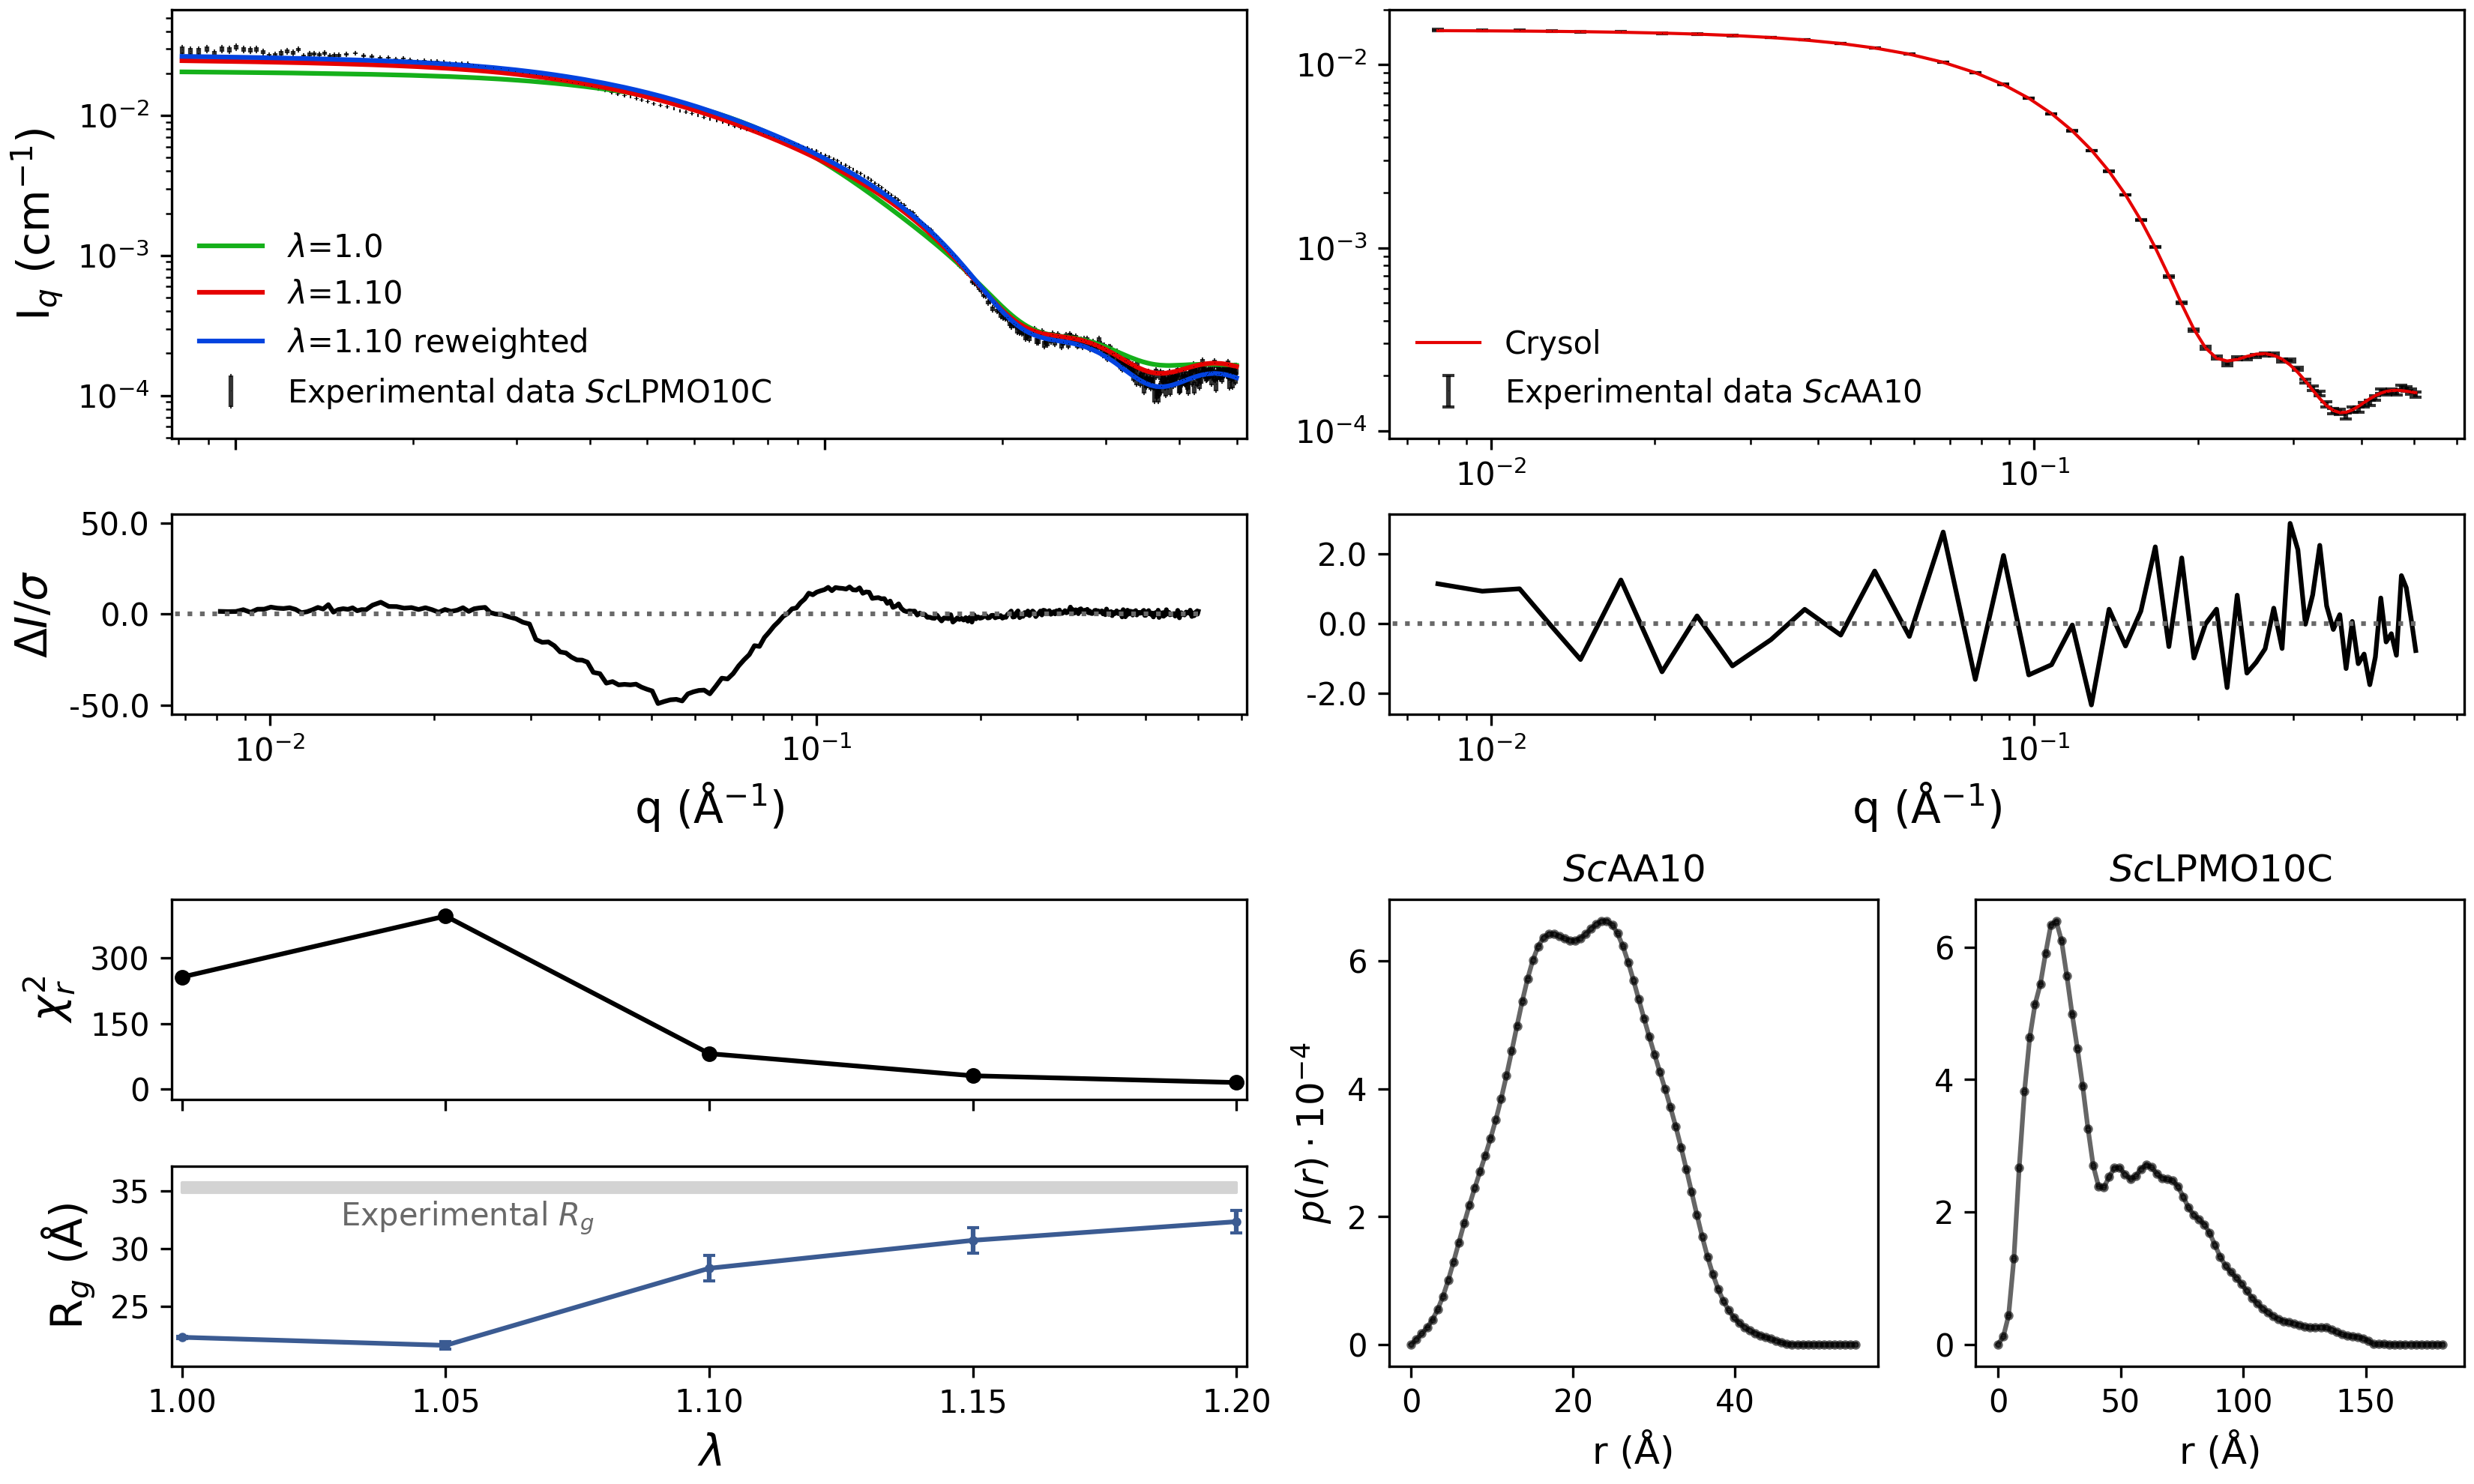 I_q (cm⁻¹)
10⁻²
10⁻³
10⁻⁴
λ=1.0
λ=1.10
λ=1.10 reweighted
Experimental data ScLPMO10C
10⁻²
10⁻³
10⁻⁴
Crysol
Experimental data ScAA10
10⁻² 10⁻¹
ΔI/σ
50.0
0.0
-50.0
10⁻² 10⁻¹
q (Å⁻¹)
2.0
0.0
-2.0
10⁻² 10⁻¹
q (Å⁻¹)
χ²_r
300
150
0
R_g (Å)
35
30
25
Experimental R_g
1.00 1.05 1.10 1.15 1.20
λ
ScAA10
p(r) · 10⁻⁴
6
4
2
0
0 20 40
r (Å)
ScLPMO10C
6
4
2
0
0 50 100 150
r (Å)